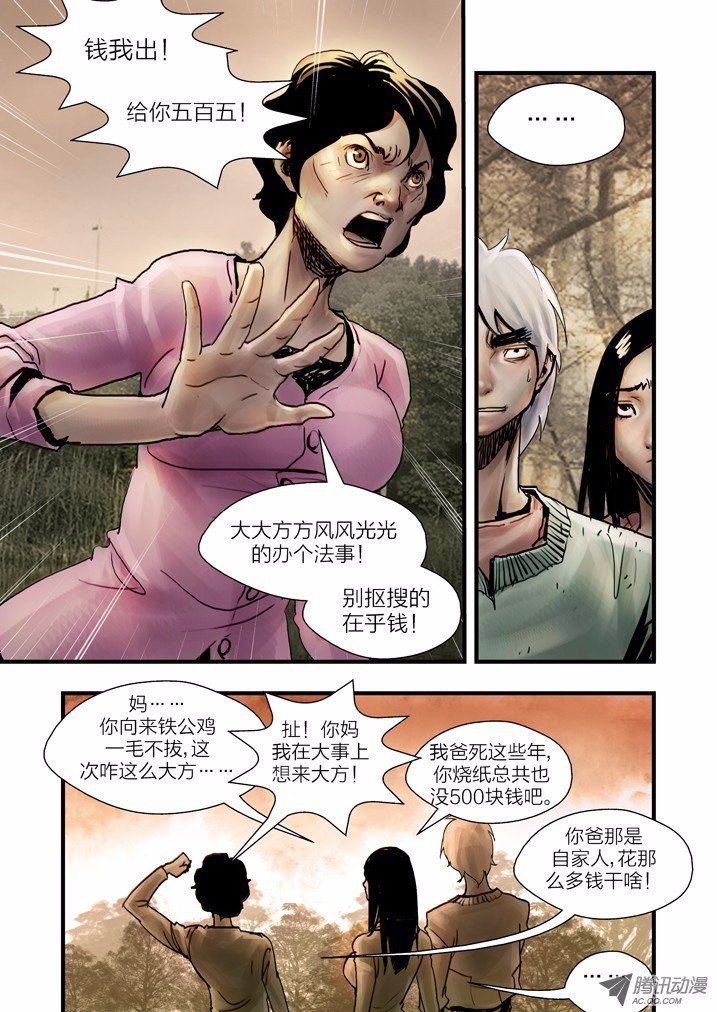 钱我出！
给你五百五！
……
大大方方风风光光
的办个法事！
别抠搜的
在乎钱！
妈……
你向来铁公鸡
一毛不拔，这
次咋这么大方……
扯！你妈
我在大事上
想来大方！
我爸死这些年，
你烧纸总共也
没500块钱吧。
你爸那是
自家人，花那
么多钱干啥！
……
腾讯动漫
AC.QQ.COM